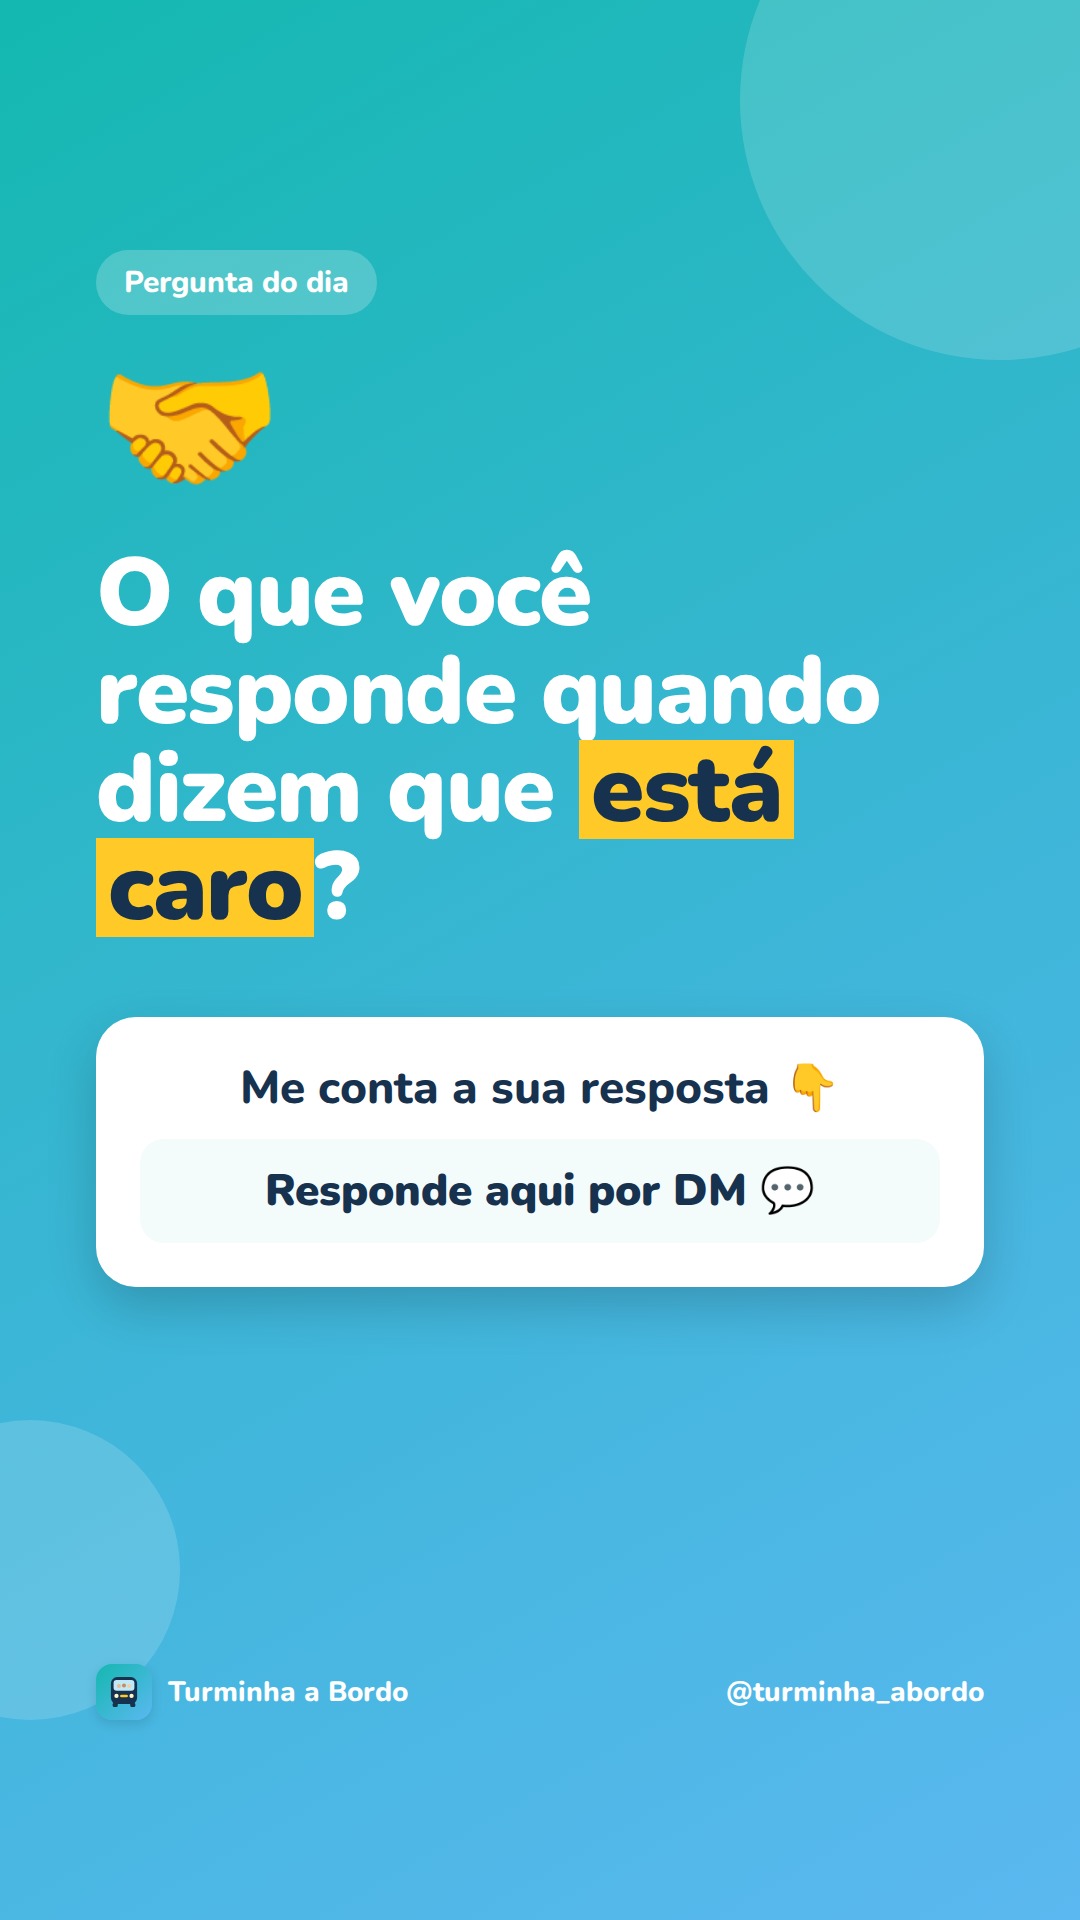 Pergunta do dia
O que você
responde quando
dizem que está
caro?
Me conta a sua resposta 👇
Responde aqui por DM 💬
Turminha a Bordo
@turminha_abordo